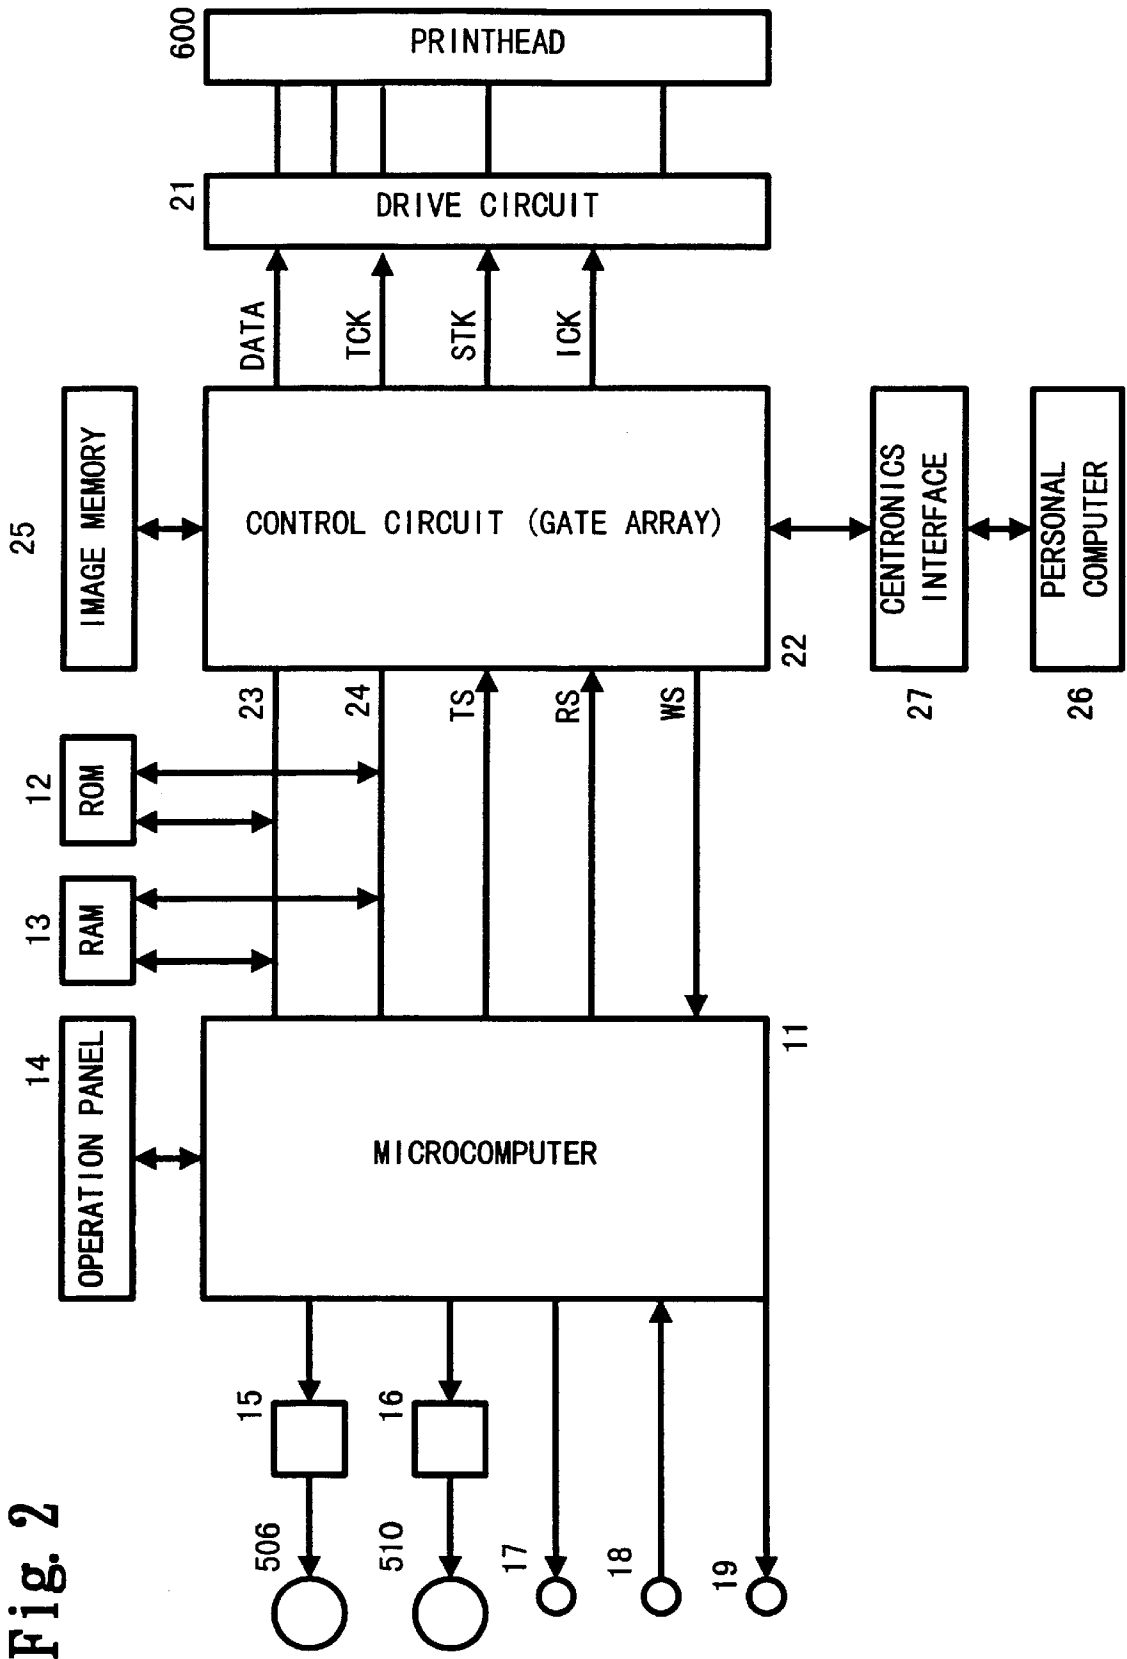 Fig. 2
14
OPERATION PANEL
13
RAM
12
ROM
25
IMAGE MEMORY
506
15
510
16
17
18
19
MICROCOMPUTER
11
23
24
TS
RS
WS
CONTROL CIRCUIT (GATE ARRAY)
22
DATA
TCK
STK
ICK
21
DRIVE CIRCUIT
600
PRINTHEAD
27
CENTRONICS
INTERFACE
26
PERSONAL
COMPUTER